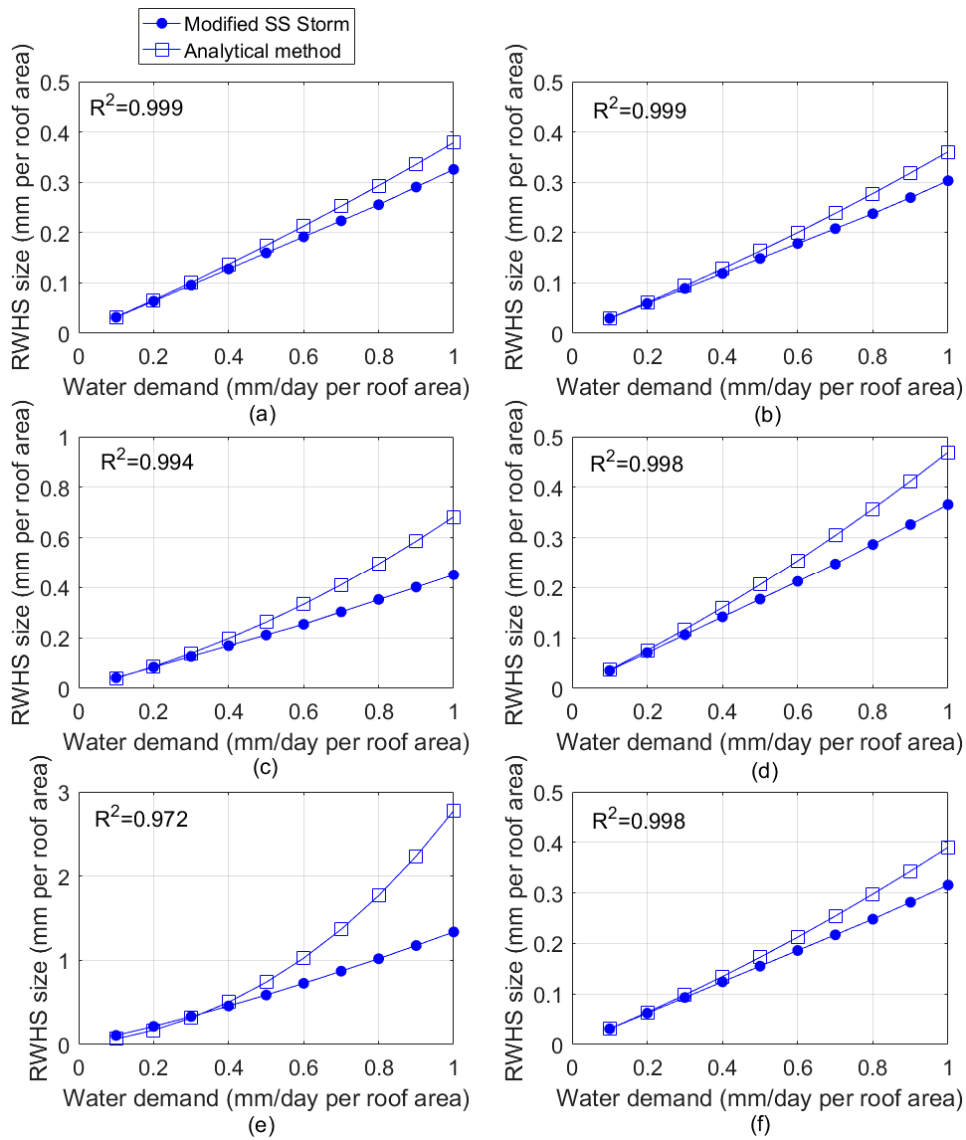 Modified SS Storm
Analytical method
R²=0.999
0.5
0.4
0.3
0.2
0.1
0
RWHS size (mm per roof area)
0 0.2 0.4 0.6 0.8 1
Water demand (mm/day per roof area)
(a)
R²=0.999
0.5
0.4
0.3
0.2
0.1
0
RWHS size (mm per roof area)
0 0.2 0.4 0.6 0.8 1
Water demand (mm/day per roof area)
(b)
R²=0.994
1
0.8
0.6
0.4
0.2
0
RWHS size (mm per roof area)
0 0.2 0.4 0.6 0.8 1
Water demand (mm/day per roof area)
(c)
R²=0.998
0.5
0.4
0.3
0.2
0.1
0
RWHS size (mm per roof area)
0 0.2 0.4 0.6 0.8 1
Water demand (mm/day per roof area)
(d)
R²=0.972
3
2
1
0
RWHS size (mm per roof area)
0 0.2 0.4 0.6 0.8 1
Water demand (mm/day per roof area)
(e)
R²=0.998
0.5
0.4
0.3
0.2
0.1
0
RWHS size (mm per roof area)
0 0.2 0.4 0.6 0.8 1
Water demand (mm/day per roof area)
(f)